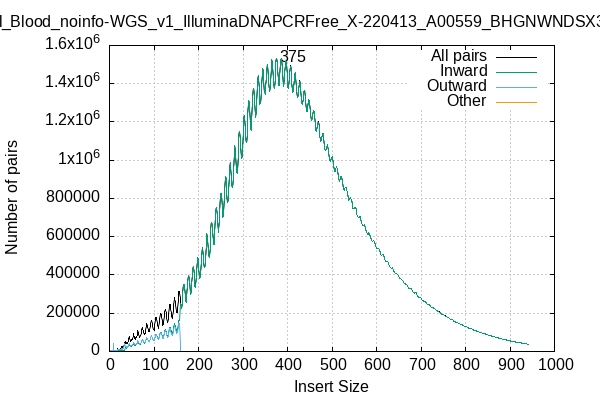 l_Blood_noinfo-WGS_v1_IlluminaDNAPCRFree_X-220413_A00559_BHGNWNDSX3
1.6x10^6
1.4x10^6
1.2x10^6
1x10^6
800000
600000
400000
200000
0
Number of pairs
375
All pairs
Inward
Outward
Other
0 100 200 300 400 500 600 700 800 900 1000
Insert Size